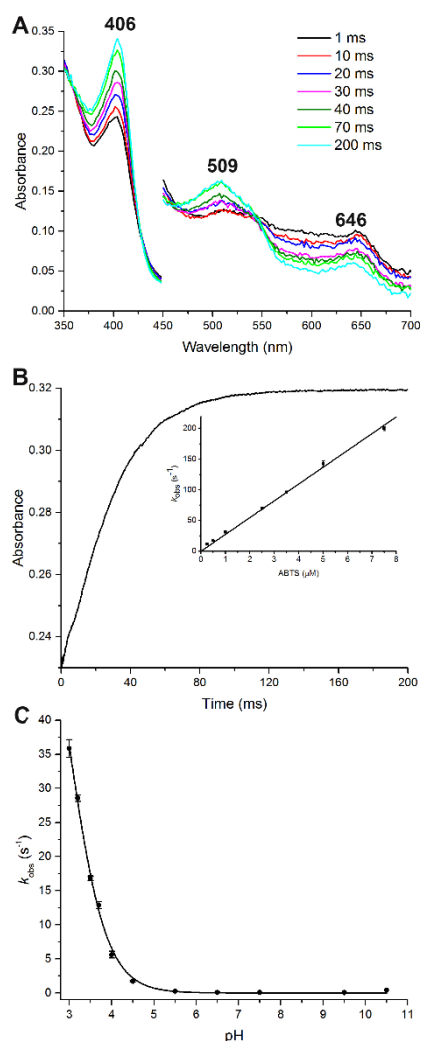 A
406
509
646
1 ms
10 ms
20 ms
30 ms
40 ms
70 ms
200 ms
0.35
0.30
0.25
0.20
0.15
0.10
0.05
0.00
Absorbance
350 400 450 500 550 600 650 700
Wavelength (nm)
B
0.32
0.30
0.28
0.26
0.24
Absorbance
200
150
100
50
0
kobs (s-1)
0 1 2 3 4 5 6 7 8
ABTS (µM)
0 40 80 120 160 200
Time (ms)
C
40
35
30
25
20
15
10
5
0
kobs (s-1)
3 4 5 6 7 8 9 10 11
pH